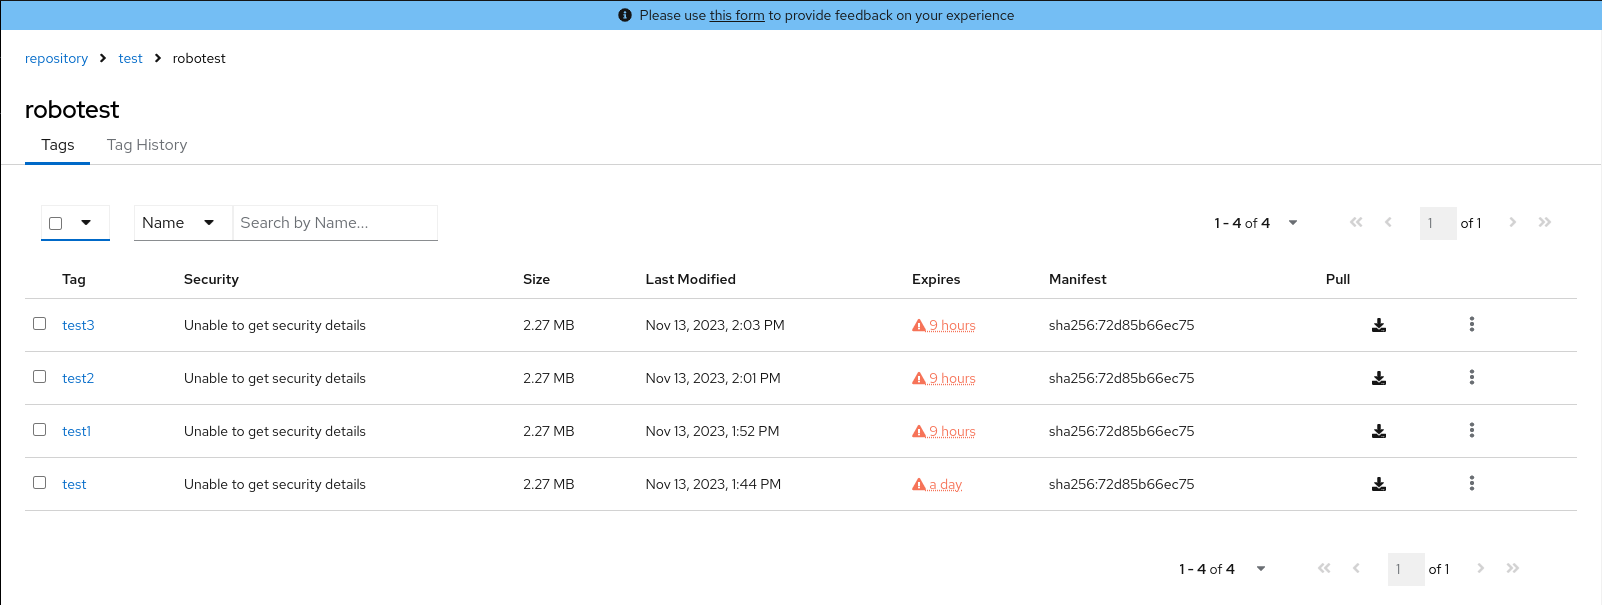 Please use this form to provide feedback on your experience
repository > test > robotest
robotest
Tags Tag History
Name Search by Name... 1 - 4 of 4 1 of 1
Tag Security Size Last Modified Expires Manifest Pull
test3 Unable to get security details 2.27 MB Nov 13, 2023, 2:03 PM 9 hours sha256:72d85b66ec75
test2 Unable to get security details 2.27 MB Nov 13, 2023, 2:01 PM 9 hours sha256:72d85b66ec75
test1 Unable to get security details 2.27 MB Nov 13, 2023, 1:52 PM 9 hours sha256:72d85b66ec75
test Unable to get security details 2.27 MB Nov 13, 2023, 1:44 PM a day sha256:72d85b66ec75
1 - 4 of 4 1 of 1